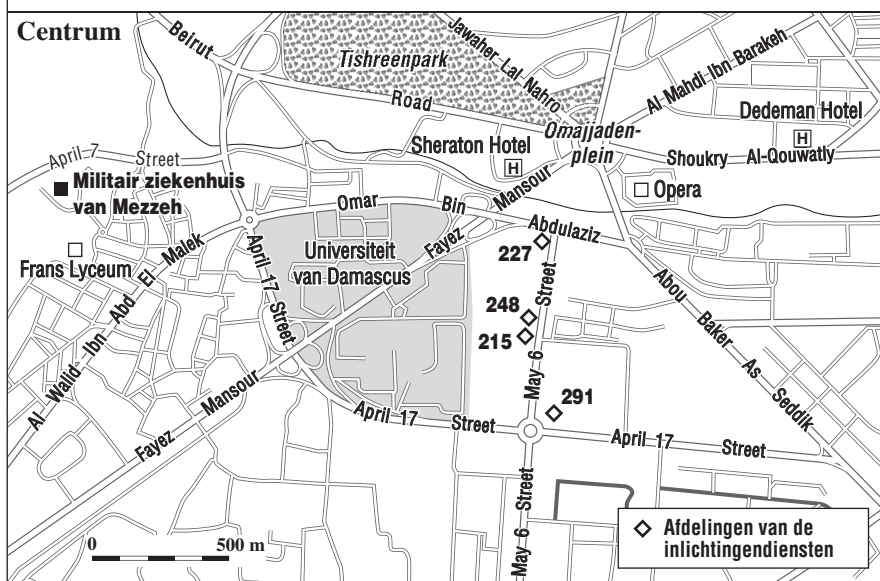 Centrum
Beirut
Road
Tishreenpark
Jawaher Lal Nahro
Al Mahdi Ibn Barakeh
Dedeman Hotel
H
Sheraton Hotel
H
Omajjaden-
plein
Shoukry Al-Qouwatly
April 7 Street
Militair ziekenhuis
van Mezzeh
Opera
Omar Bin Abdulaziz
Fayez Mansour
Universiteit
van Damascus
Frans Lyceum
Al Walid Ibn Abd El Malek
April 17 Street
227
248
215
291
May 6 Street
Abou Baker As Seddik
Fayez Mansour
April 17 Street
April 17 Street
May 6 Street
0 500 m
Afdelingen van de
inlichtingendiensten